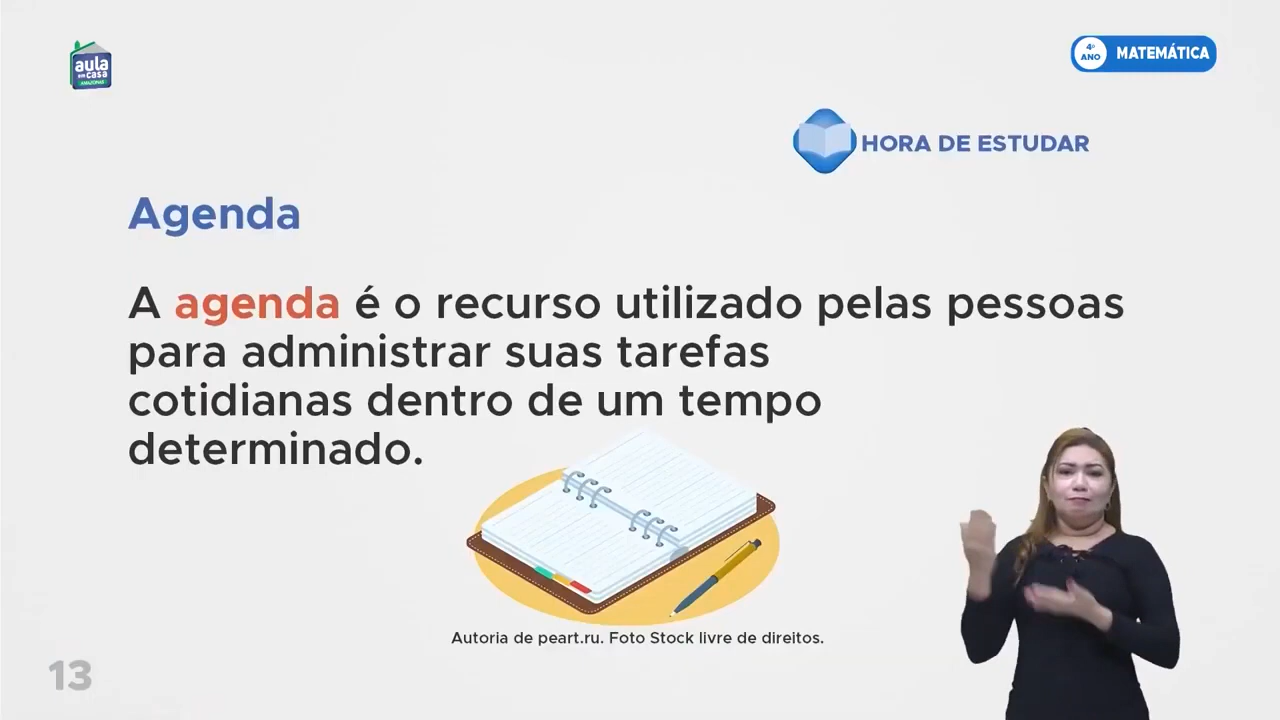 aula
em casa
AMAZONAS
4º
ANO
MATEMÁTICA
HORA DE ESTUDAR
Agenda
A agenda é o recurso utilizado pelas pessoas
para administrar suas tarefas
cotidianas dentro de um tempo
determinado.
Autoria de peart.ru. Foto Stock livre de direitos.
13